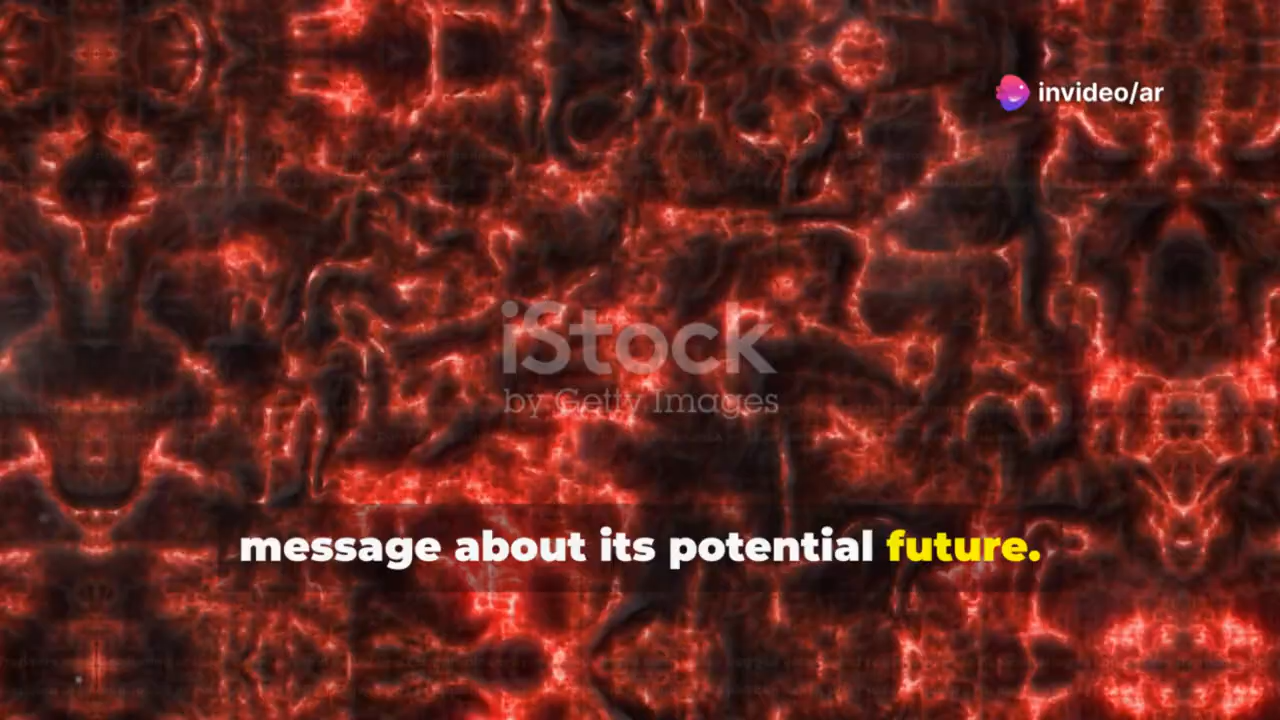 invideo/ar
iStock
by Getty Images
message about its potential future.